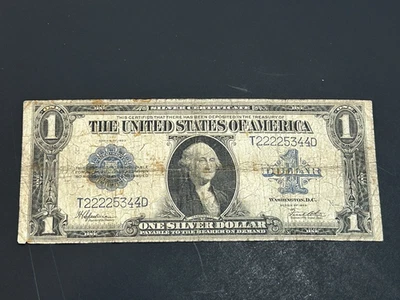 SILVER CERTIFICATE
THIS CERTIFIES THAT THERE HAS BEEN DEPOSITED IN THE TREASURY OF
1 THE UNITED STATES OF AMERICA 1
T22225344D
1
DOLLAR
T22225344D
WASHINGTON, D.C.
ONE SILVER DOLLAR
1 PAYABLE TO THE BEARER ON DEMAND 1